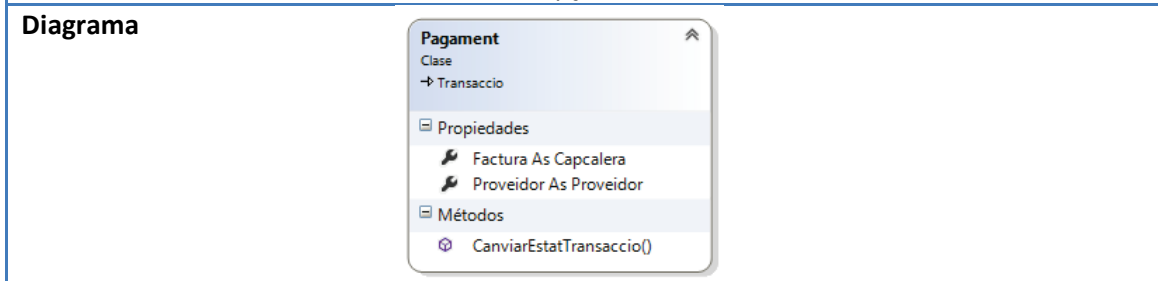 Diagrama
Pagament
Clase
Transaccio
Propiedades
Factura As Capcalera
Proveidor As Proveidor
Métodos
CanviarEstatTransaccio()